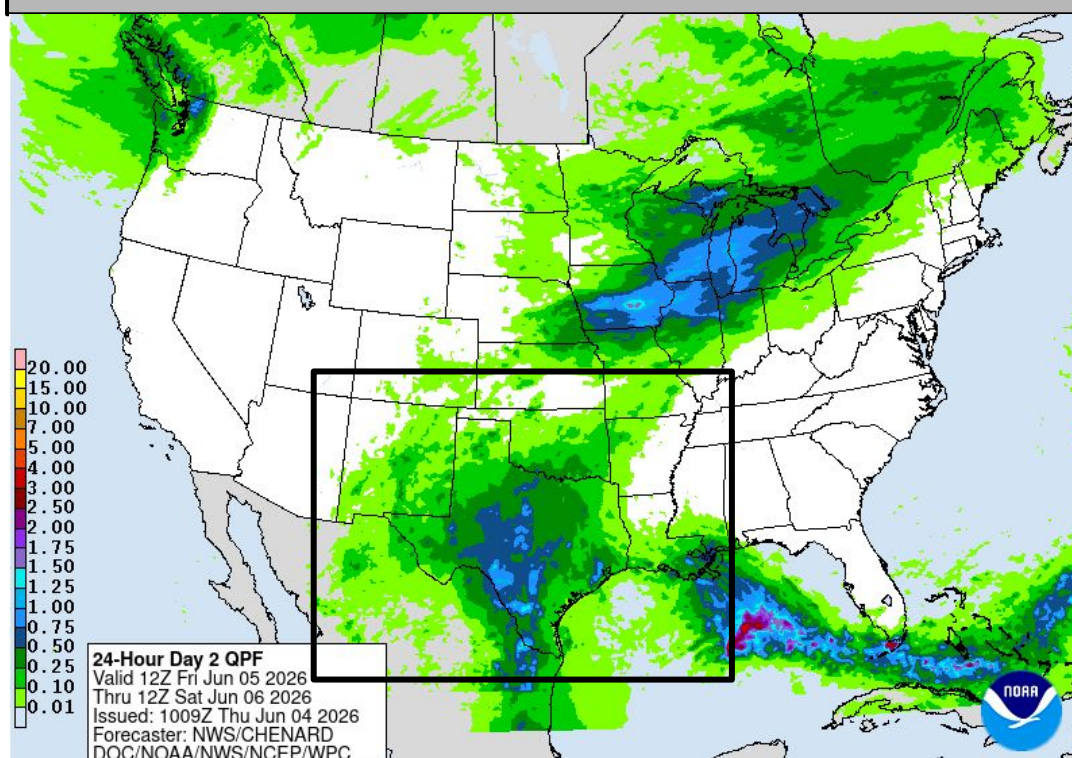 20.00
15.00
10.00
7.00
5.00
4.00
3.00
2.50
2.00
1.75
1.50
1.25
1.00
0.75
0.50
0.25
0.10
0.01
24-Hour Day 2 QPF
Valid 12Z Fri Jun 05 2026
Thru 12Z Sat Jun 06 2026
Issued: 1009Z Thu Jun 04 2026
Forecaster: NWS/CHENARD
DOC/NOAA/NWS/NCEP/WPC
NOAA